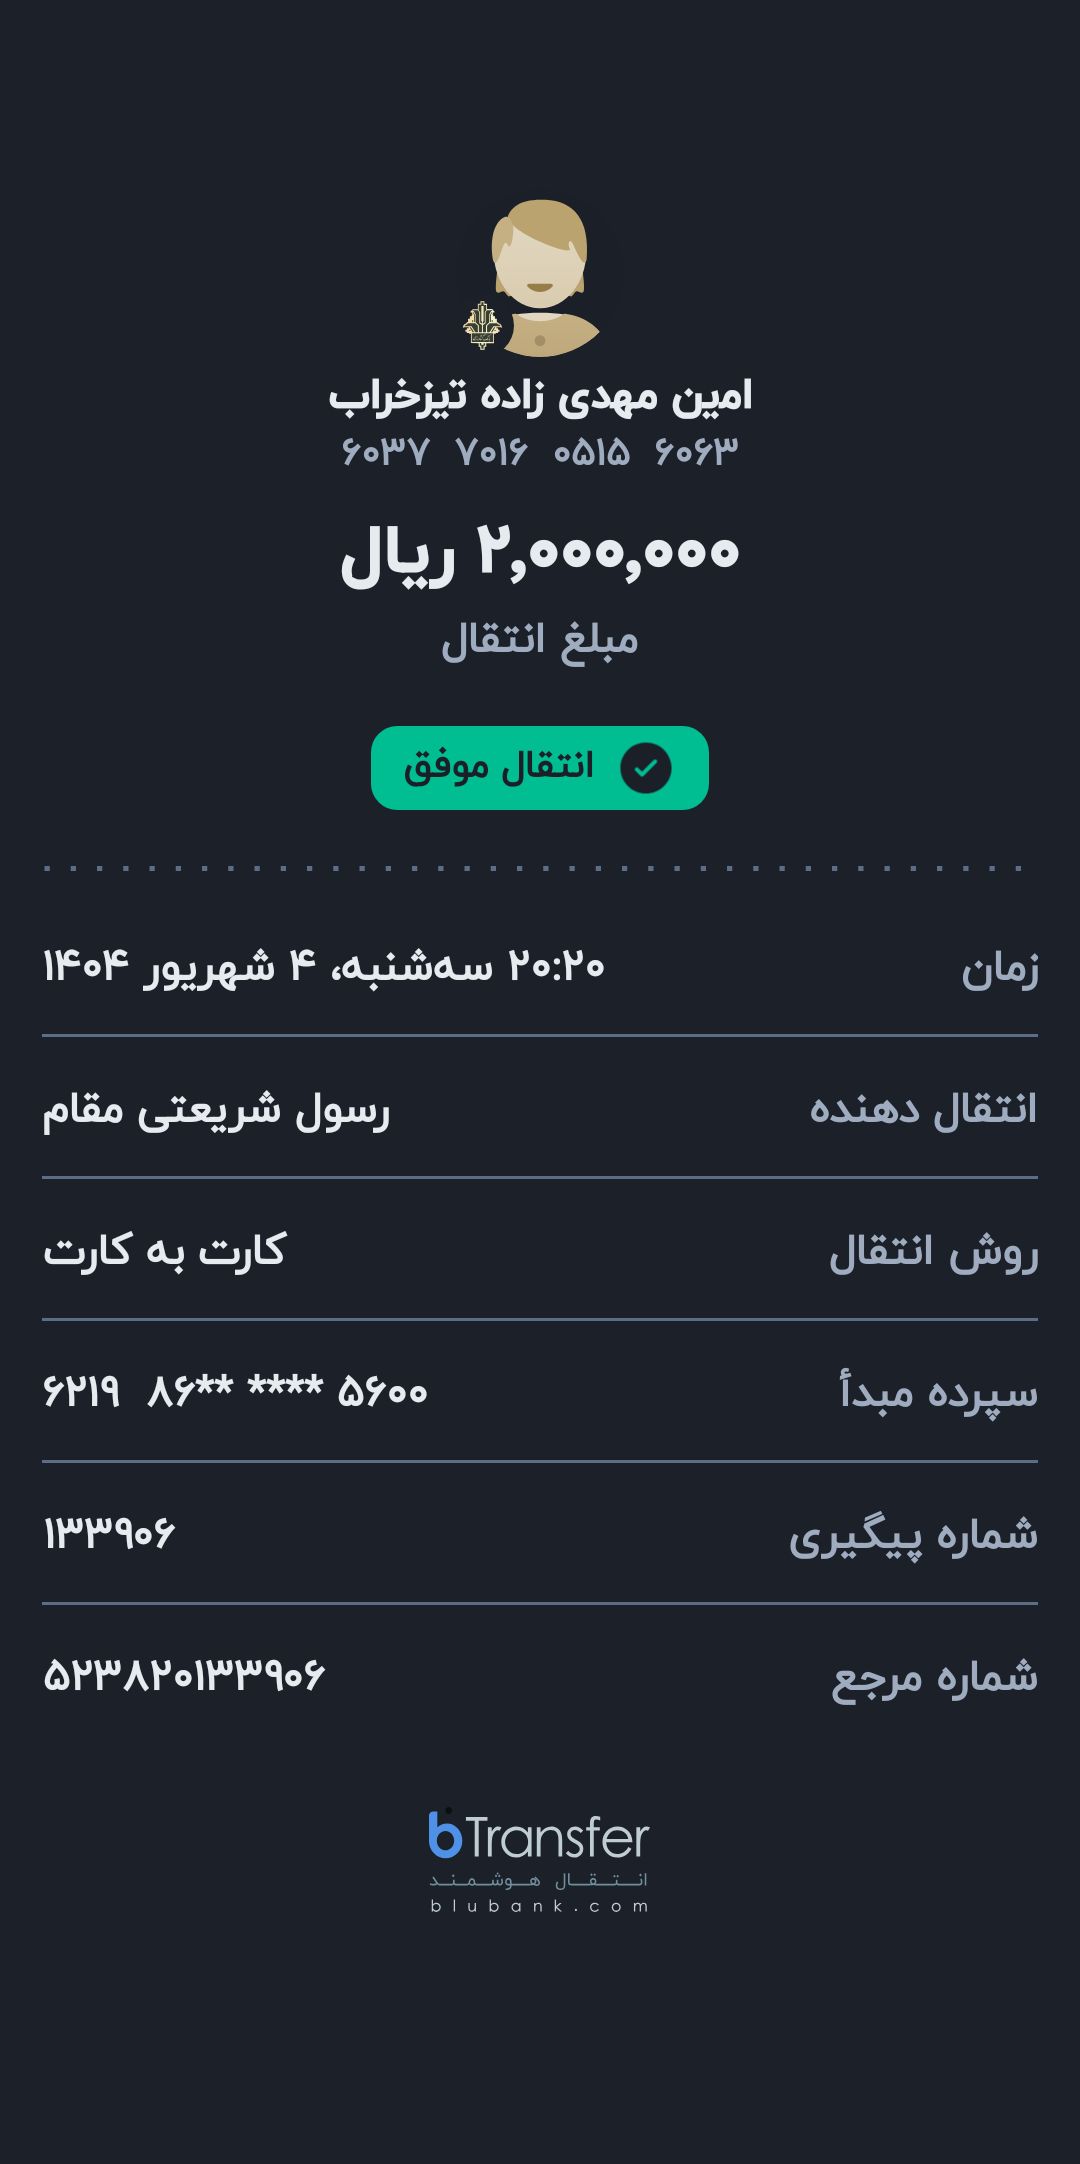 امین مهدی زاده تیزخراب
۶۰۳۷ ۷۰۱۶ ۰۵۱۵ ۶۰۶۳
۲,۰۰۰,۰۰۰ ریال
مبلغ انتقال
انتقال موفق
زمان ۲۰:۲۰ سه‌شنبه، ۴ شهریور ۱۴۰۴
انتقال دهنده رسول شریعتی مقام
روش انتقال کارت به کارت
سپرده مبدأ ۶۲۱۹ ۸۶** **** ۵۶۰۰
شماره پیگیری ۱۳۳۹۰۶
شماره مرجع ۵۲۳۸۲۰۱۳۳۹۰۶
bTransfer
انـتـقـال هـوشـمـنـد
blubank.com